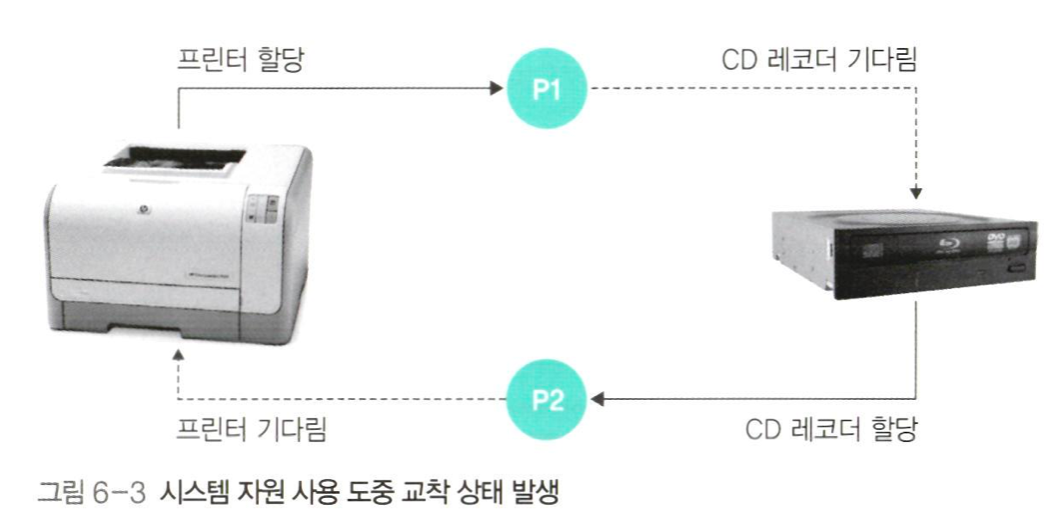 프린터 할당
P1
CD 레코더 기다림
P2
프린터 기다림
CD 레코더 할당
그림 6-3 시스템 자원 사용 도중 교착 상태 발생